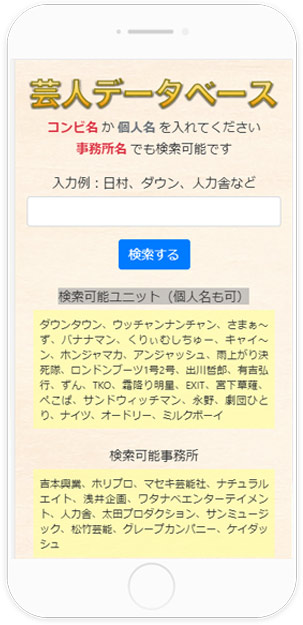 芸人データベース
コンビ名 か 個人名 を入れてください
事務所名 でも検索可能です
入力例：日村、ダウン、人力舎など
検索する
検索可能ユニット（個人名も可）
ダウンタウン、ウッチャンナンチャン、さまぁ～
ず、バナナマン、くりぃむしちゅー、キャイ～
ン、ホンジャマカ、アンジャッシュ、雨上がり決
死隊、ロンドンブーツ1号2号、出川哲郎、有吉弘
行、ずん、TKO、霜降り明星、EXIT、宮下草薙、
ぺこぱ、サンドウィッチマン、永野、劇団ひと
り、ナイツ、オードリー、ミルクボーイ
検索可能事務所
吉本興業、ホリプロ、マセキ芸能社、ナチュラル
エイト、浅井企画、ワタナベエンターテイメン
ト、人力舎、太田プロダクション、サンミュージ
ック、松竹芸能、グレープカンパニー、ケイダッ
シュ